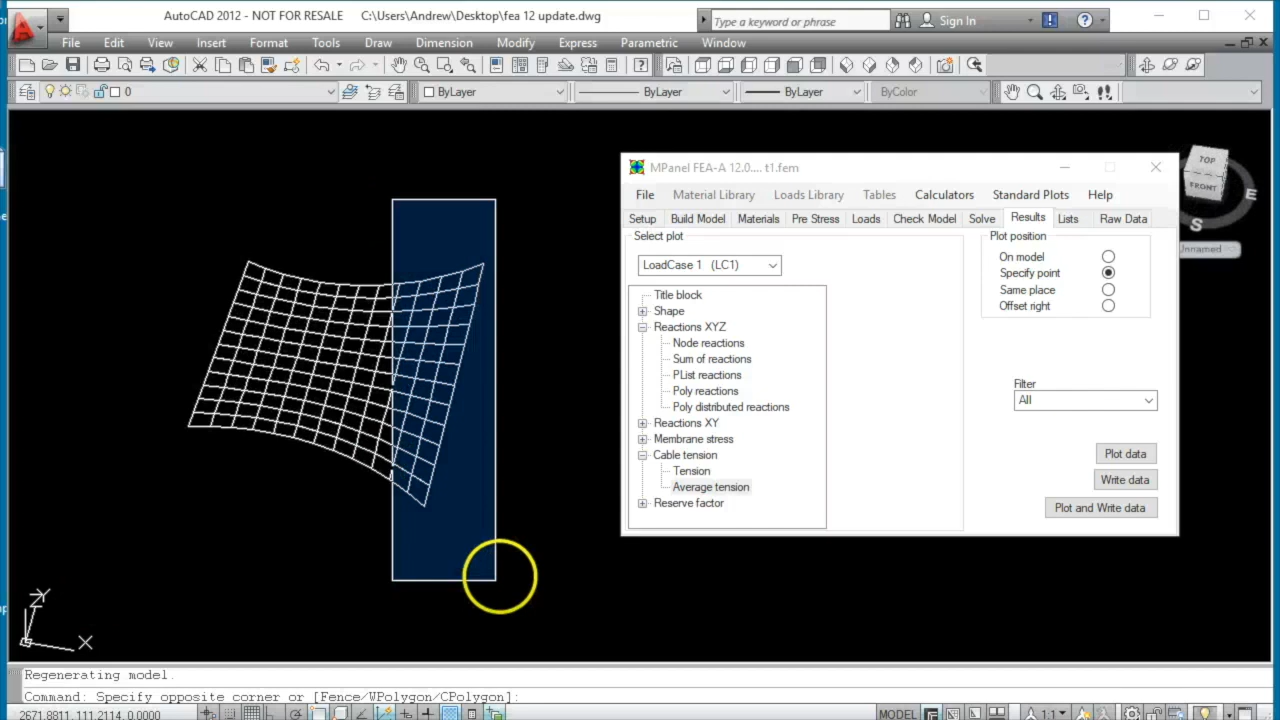 AutoCAD 2012 - NOT FOR RESALE C:\Users\Andrew\Desktop\fea 12 update.dwg
Type a keyword or phrase
Sign In
File Edit View Insert Format Tools Draw Dimension Modify Express Parametric Window
0
ByLayer
ByLayer
ByLayer
ByColor
TOP
FRONT
E
S
Unnamed
MPanel FEA-A 12.0.... t1.fem
File Material Library Loads Library Tables Calculators Standard Plots Help
Setup Build Model Materials Pre Stress Loads Check Model Solve Results Lists Raw Data
Select plot
LoadCase 1 (LC1)
Title block
Shape
Reactions XYZ
Node reactions
Sum of reactions
PList reactions
Poly reactions
Poly distributed reactions
Reactions XY
Membrane stress
Cable tension
Tension
Average tension
Reserve factor
Plot position
On model
Specify point
Same place
Offset right
Filter
All
Plot data
Write data
Plot and Write data
Y
Z
X
Regenerating model.
Command: Specify opposite corner or [Fence/WPolygon/CPolygon]:
2671.8811, 111.2114, 0.0000
MODEL
1:1